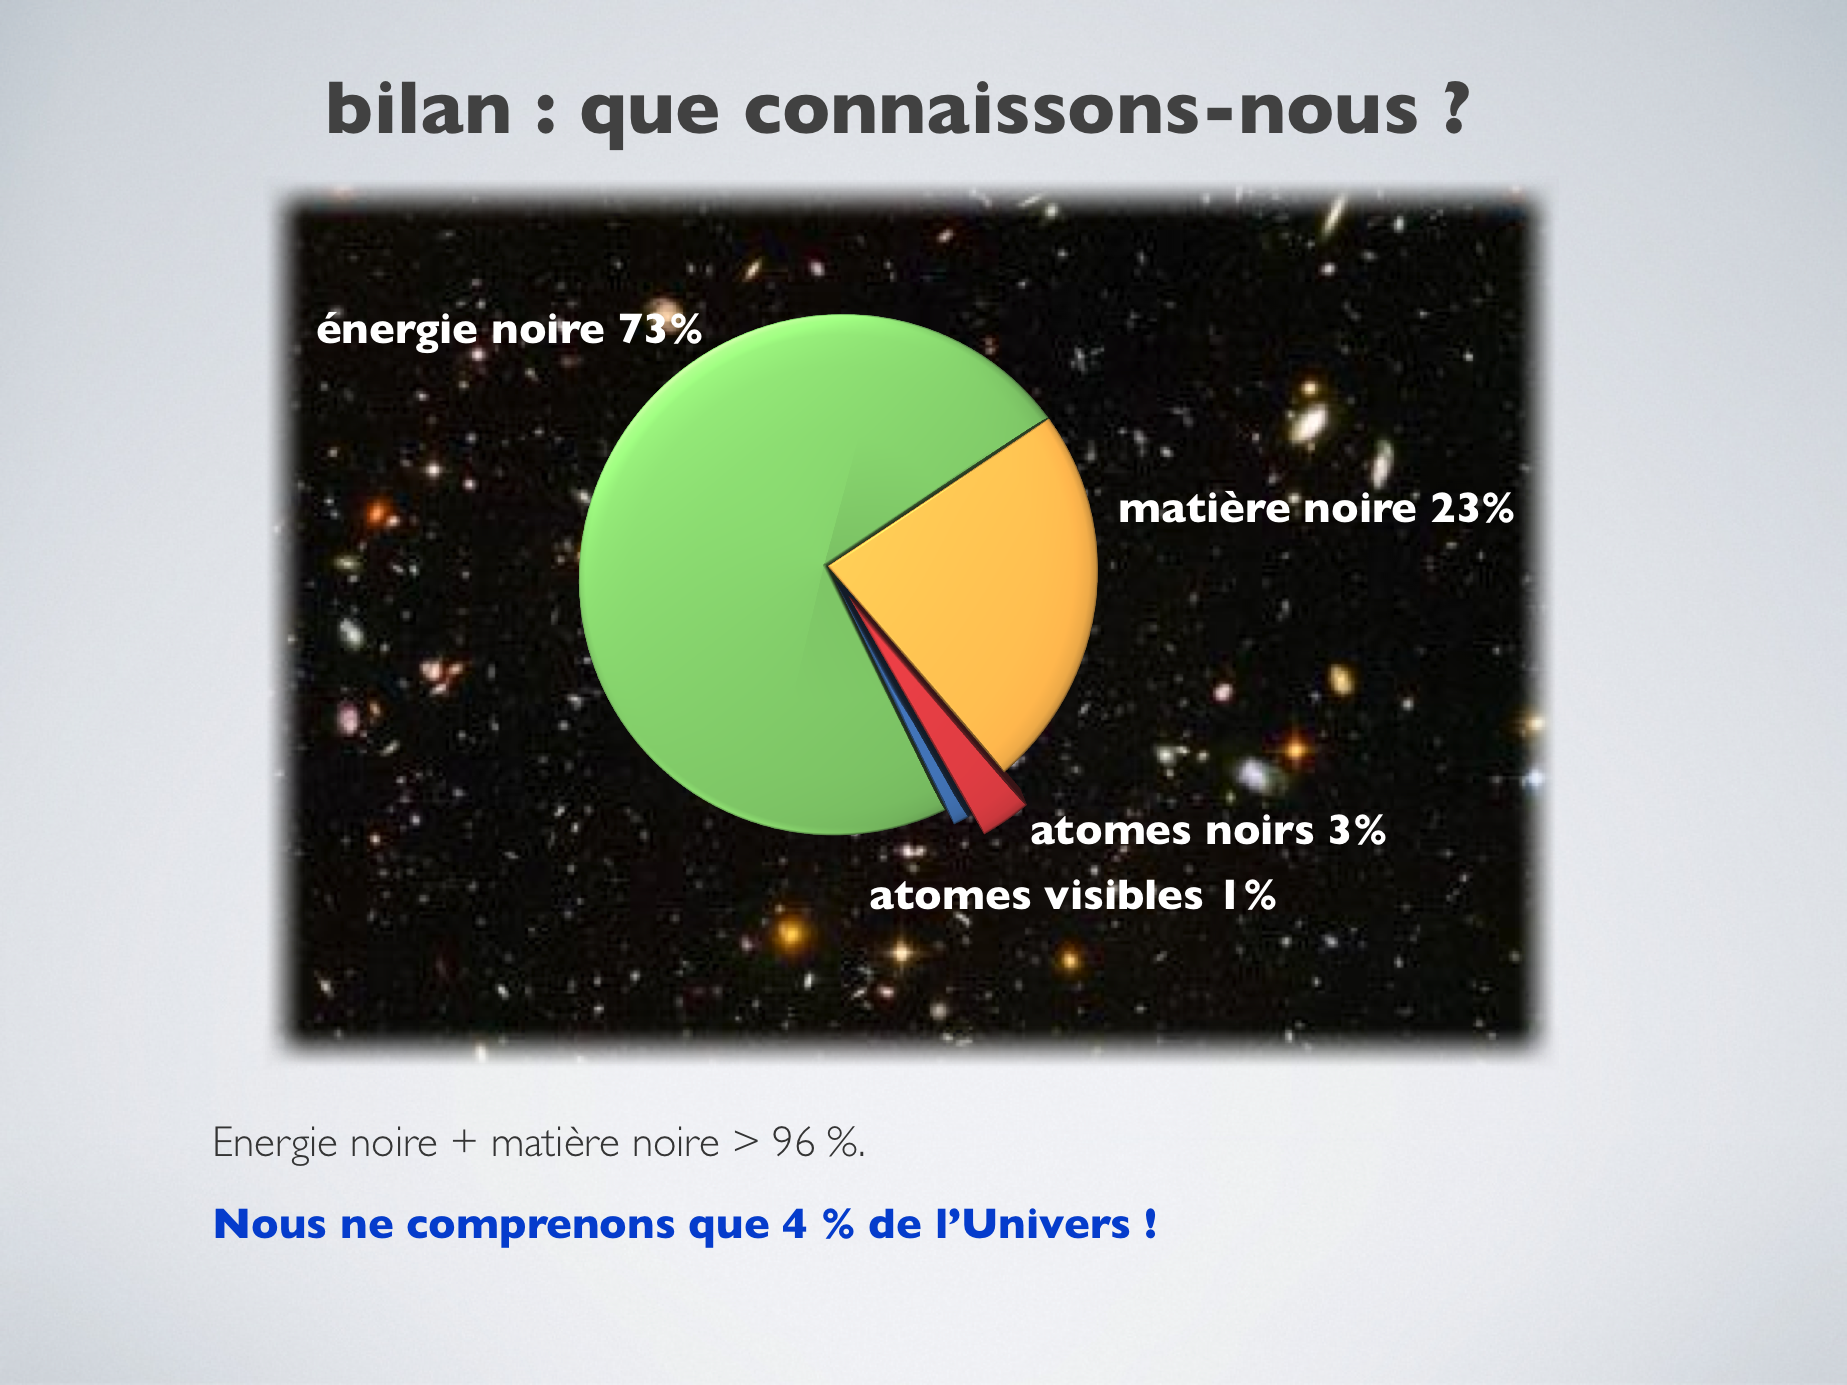 bilan : que connaissons-nous ?
énergie noire 73%
matière noire 23%
atomes noirs 3%
atomes visibles 1%
Energie noire + matière noire > 96 %.
Nous ne comprenons que 4 % de l’Univers !